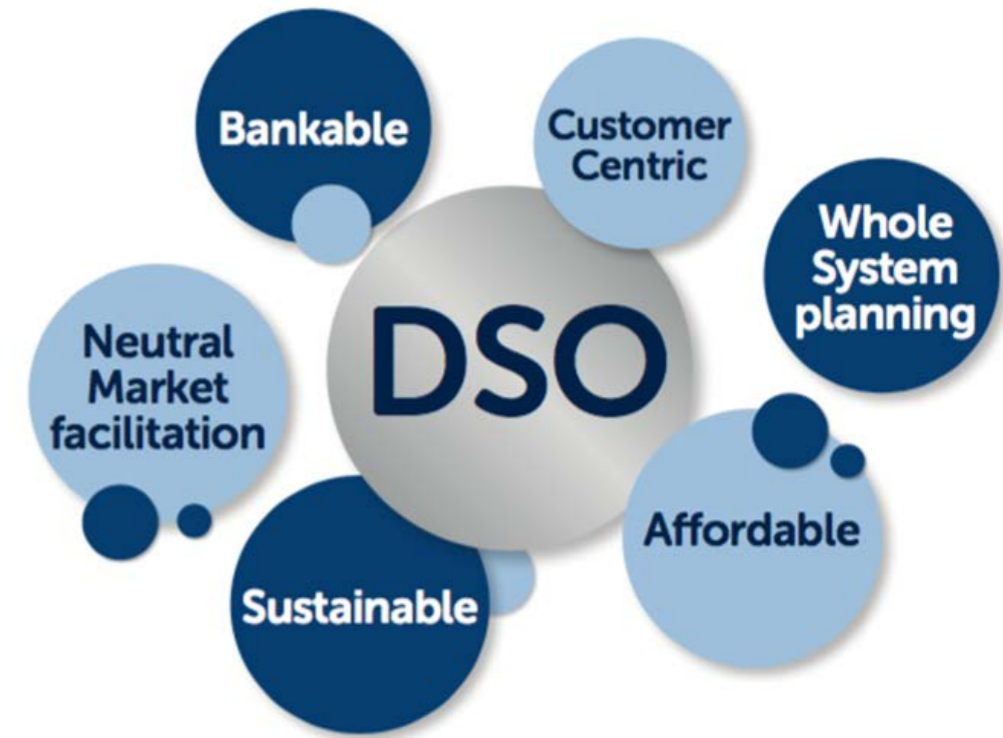 Bankable
Customer
Centric
Whole
System
planning
DSO
Neutral
Market
facilitation
Affordable
Sustainable